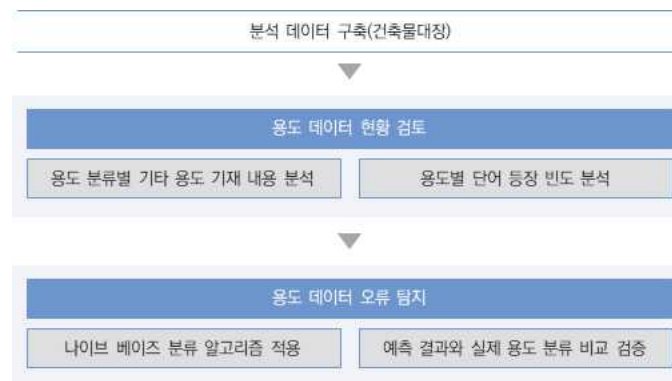 분석 데이터 구축(건축물대장)
용도 데이터 현황 검토
용도 분류별 기타 용도 기재 내용 분석
용도별 단어 등장 빈도 분석
용도 데이터 오류 탐지
나이브 베이즈 분류 알고리즘 적용
예측 결과와 실제 용도 분류 비교 검증